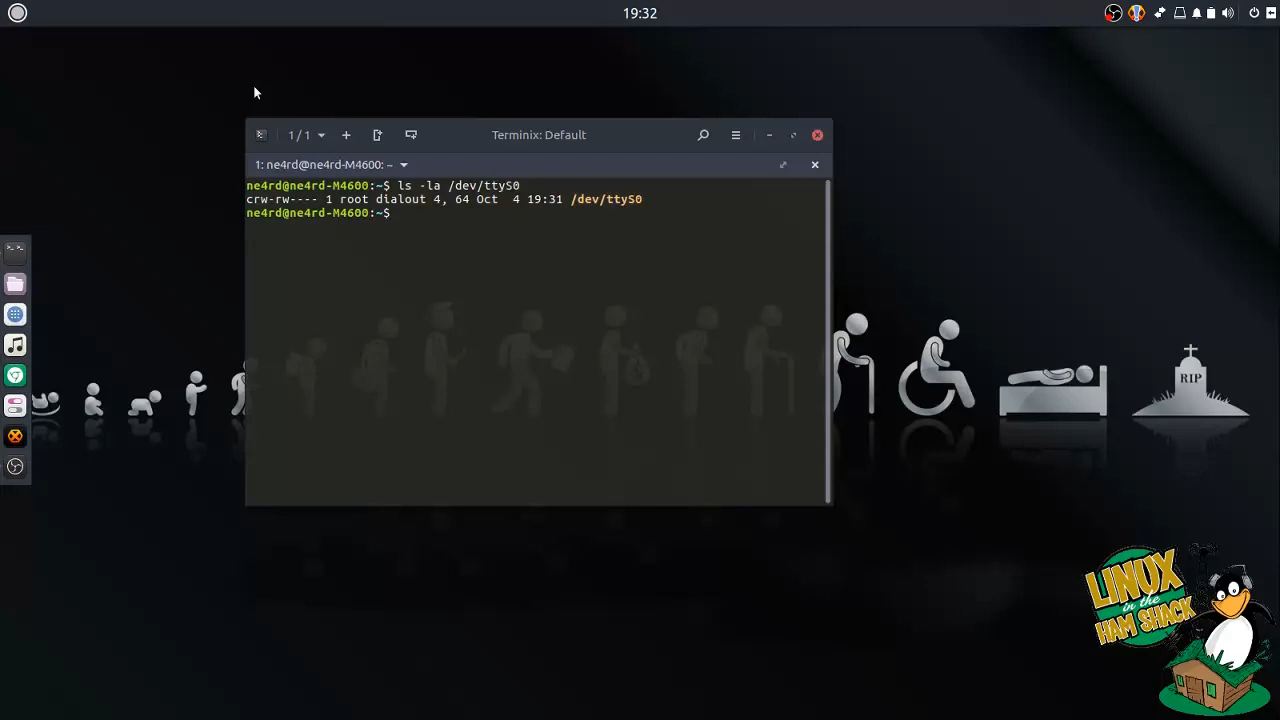 19:32
1 / 1
Terminix: Default
1: ne4rd@ne4rd-M4600: ~
ne4rd@ne4rd-M4600:~$ ls -la /dev/ttyS0
crw-rw---- 1 root dialout 4, 64 Oct  4 19:31 /dev/ttyS0
ne4rd@ne4rd-M4600:~$
RIP
LINUX
in the
HAM SHACK